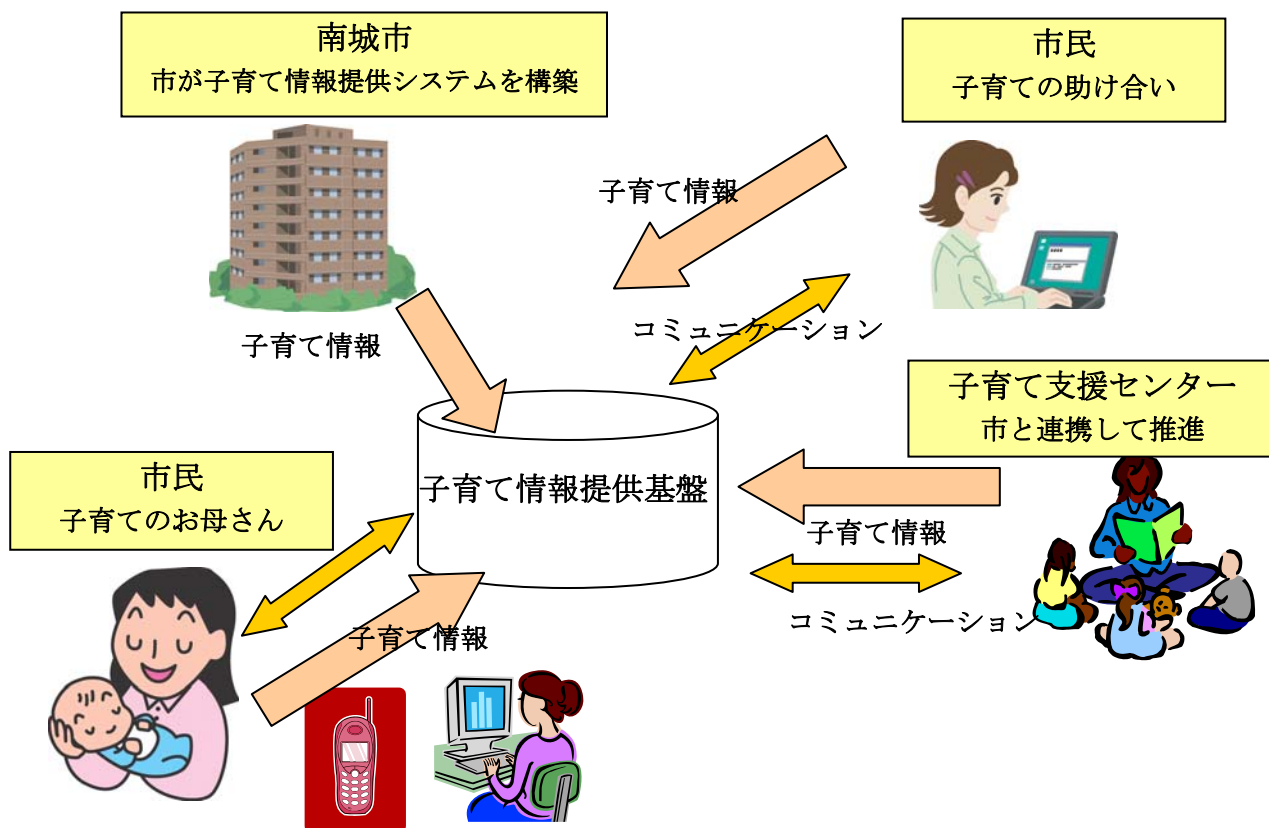 南城市
市が子育て情報提供システムを構築
市民
子育ての助け合い
子育て情報
コミュニケーション
子育て情報
子育て支援センター
市と連携して推進
市民
子育てのお母さん
子育て情報提供基盤
子育て情報
コミュニケーション
子育て情報